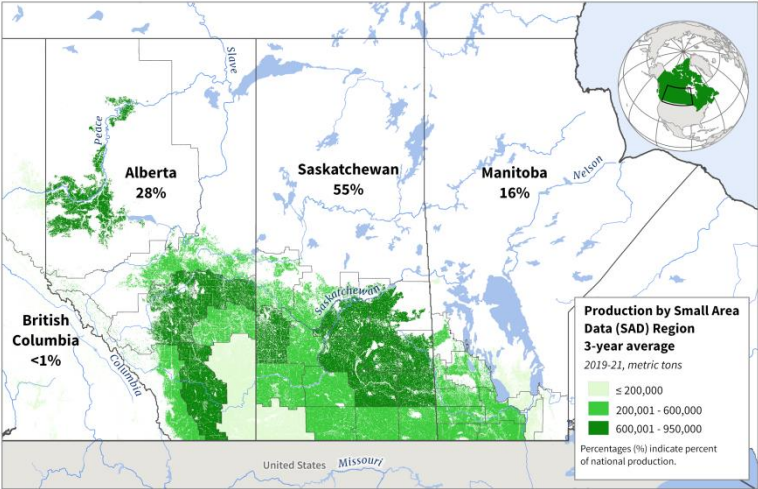 Slave
Peace
Alberta
28%
Saskatchewan
55%
Manitoba
16%
Nelson
Saskatchewan
British
Columbia
<1%
Columbia
United States
Missouri
Production by Small Area
Data (SAD) Region
3-year average
2019-21, metric tons
≤ 200,000
200,001 - 600,000
600,001 - 950,000
Percentages (%) indicate percent
of national production.